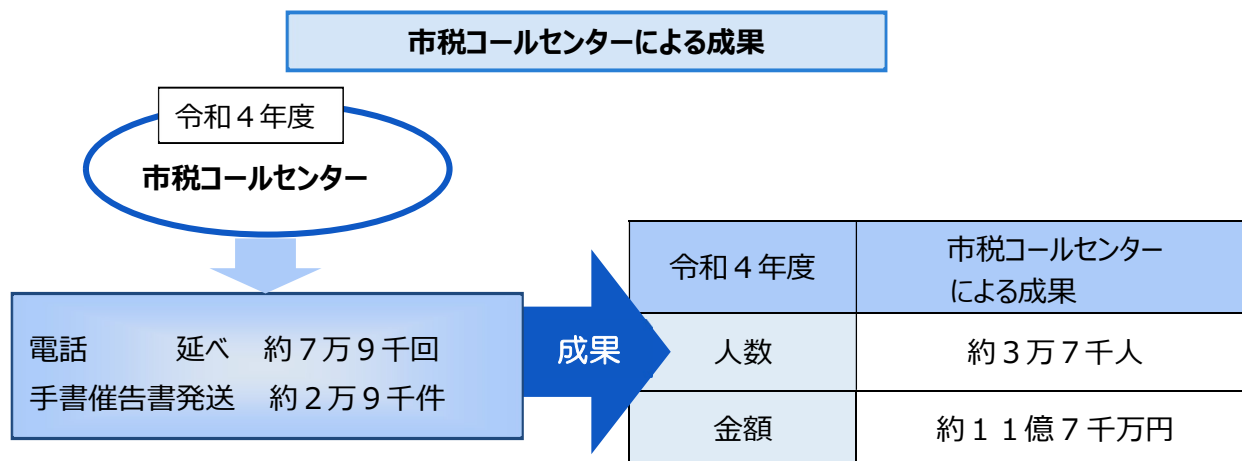 市税コールセンターによる成果
令和４年度
市税コールセンター
電話　　　延べ　約７万９千回
手書催告書発送　約２万９千件
成果
令和４年度
市税コールセンター
による成果
人数
約３万７千人
金額
約１１億７千万円